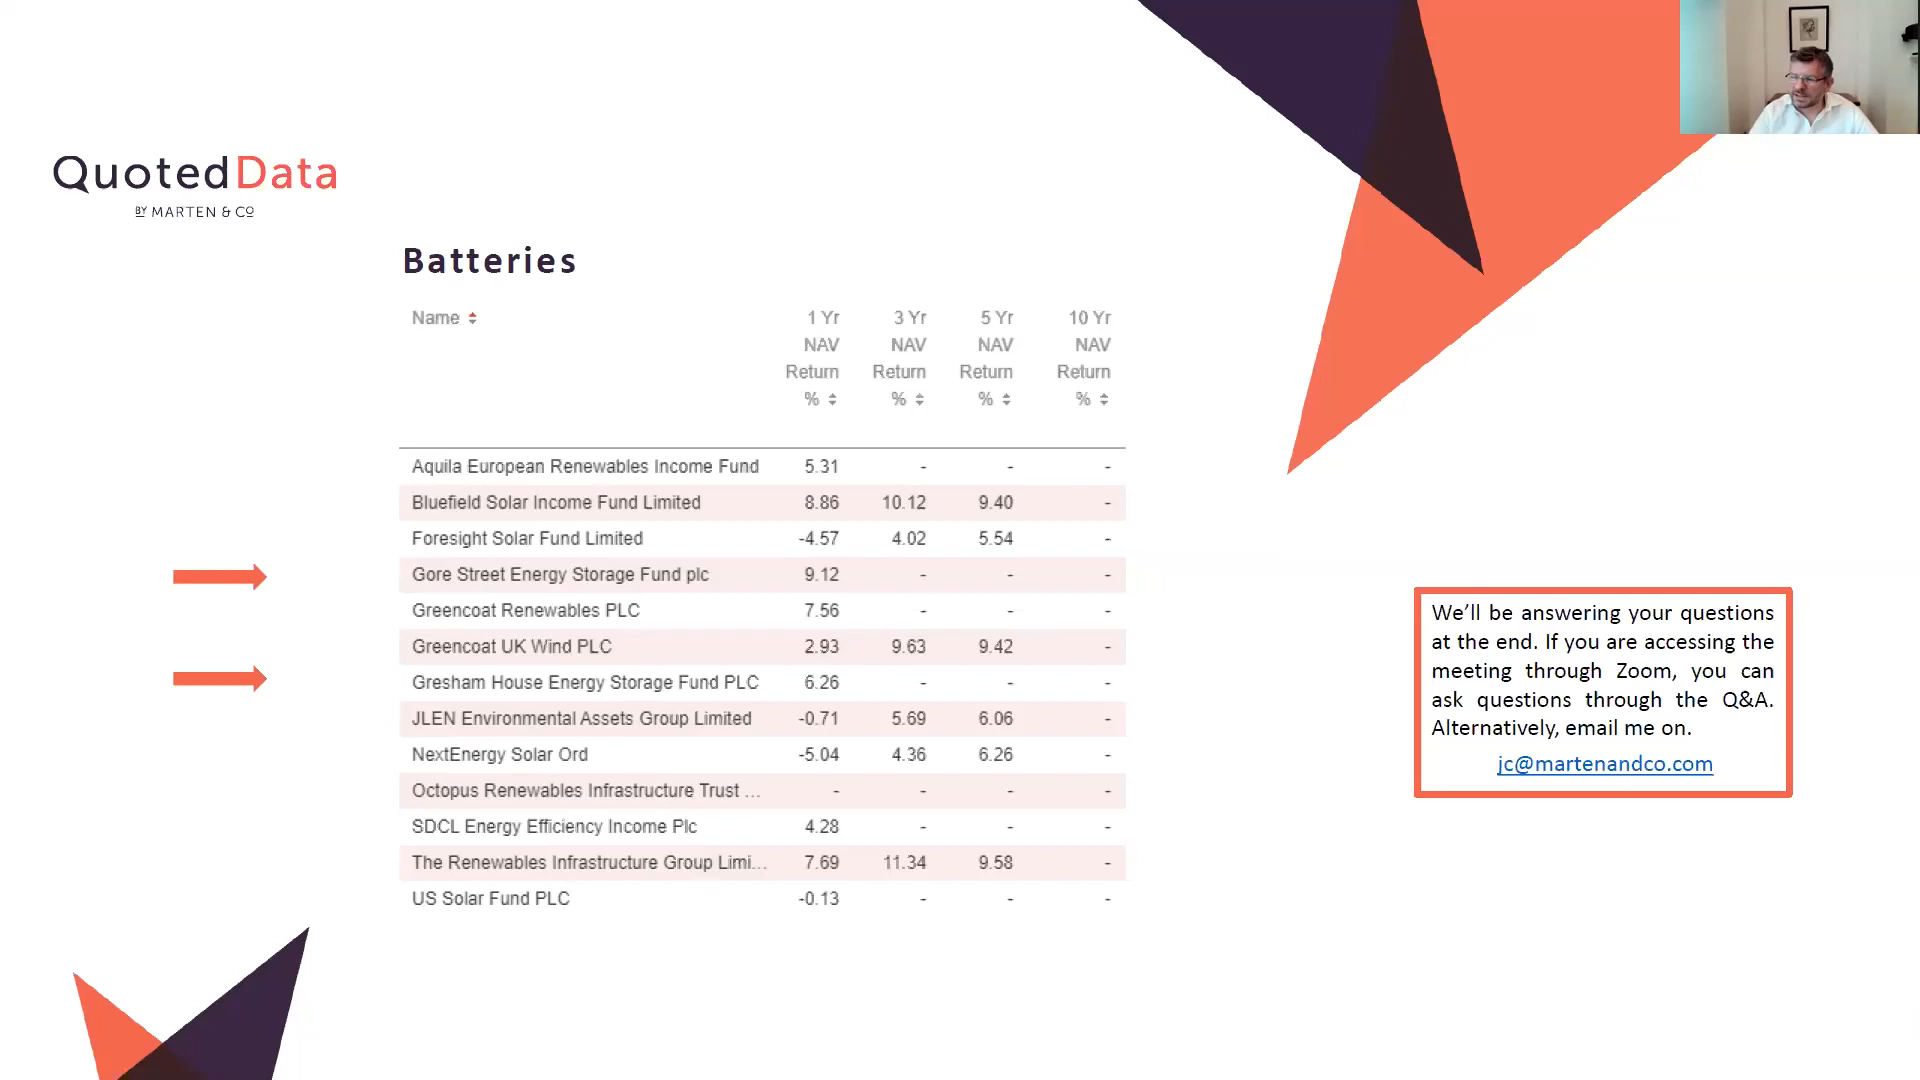 QuotedData
BY MARTEN & CO
Batteries
Name 1 Yr NAV Return % 3 Yr NAV Return % 5 Yr NAV Return % 10 Yr NAV Return %
Aquila European Renewables Income Fund 5.31 - - -
Bluefield Solar Income Fund Limited 8.86 10.12 9.40 -
Foresight Solar Fund Limited -4.57 4.02 5.54 -
Gore Street Energy Storage Fund plc 9.12 - - -
Greencoat Renewables PLC 7.56 - - -
Greencoat UK Wind PLC 2.93 9.63 9.42 -
Gresham House Energy Storage Fund PLC 6.26 - - -
JLEN Environmental Assets Group Limited -0.71 5.69 6.06 -
NextEnergy Solar Ord -5.04 4.36 6.26 -
Octopus Renewables Infrastructure Trust ... - - - -
SDCL Energy Efficiency Income Plc 4.28 - - -
The Renewables Infrastructure Group Limi... 7.69 11.34 9.58 -
US Solar Fund PLC -0.13 - - -
We’ll be answering your questions
at the end. If you are accessing the
meeting through Zoom, you can
ask questions through the Q&A.
Alternatively, email me on.
jc@martenandco.com